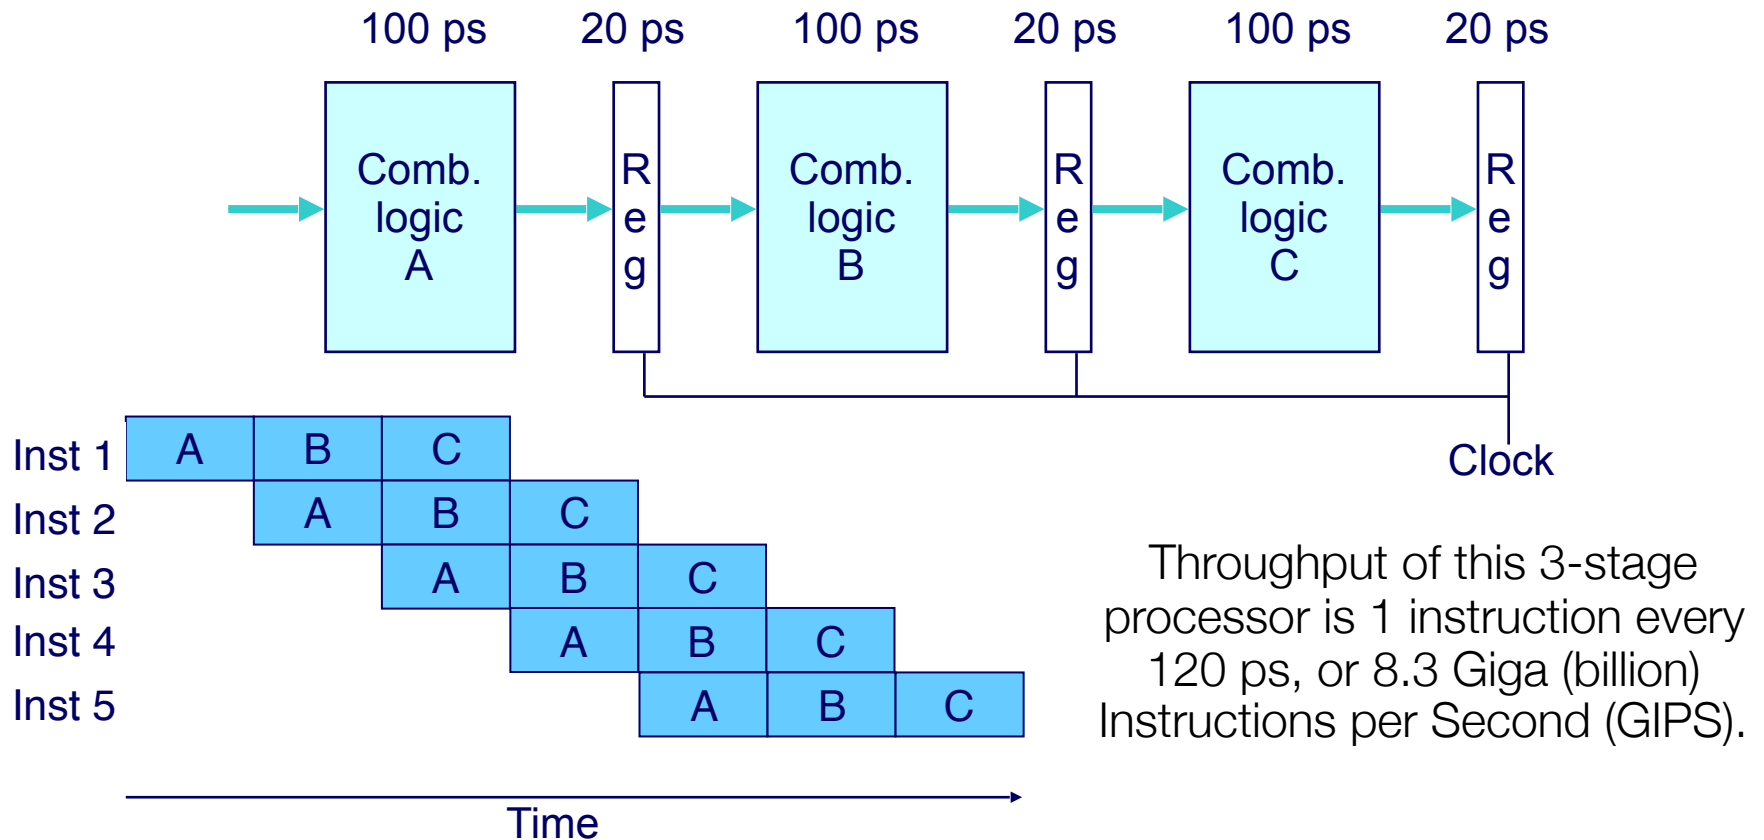 100 ps 20 ps 100 ps 20 ps 100 ps 20 ps
Comb.
logic
A
R
e
g
Comb.
logic
B
R
e
g
Comb.
logic
C
R
e
g
Clock
Inst 1 A B C
Inst 2 A B C
Inst 3 A B C
Inst 4 A B C
Inst 5 A B C
Time
Throughput of this 3-stage
processor is 1 instruction every
120 ps, or 8.3 Giga (billion)
Instructions per Second (GIPS).